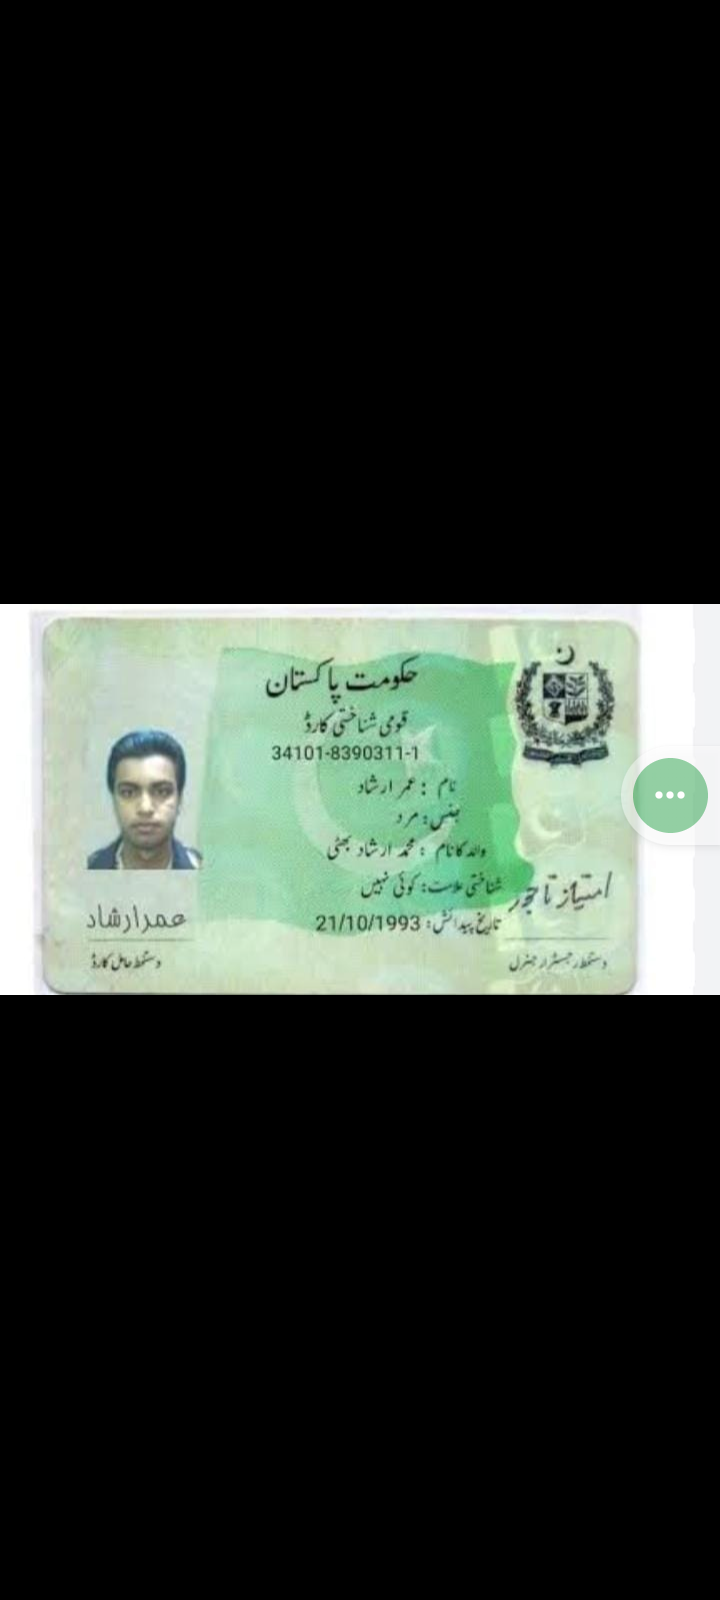 حکومت پاکستان
قومی شناختی کارڈ
34101-8390311-1
نام : عمر ارشاد
جنس: مرد
والد کا نام : محمد ارشاد بھٹی
شناختی علامت: کوئی نہیں
تاریخ پیدائش: 21/10/1993
امتیاز تاجور
عمرارشاد
دستخط رجسٹرار جنرل
دستخط حامل کارڈ